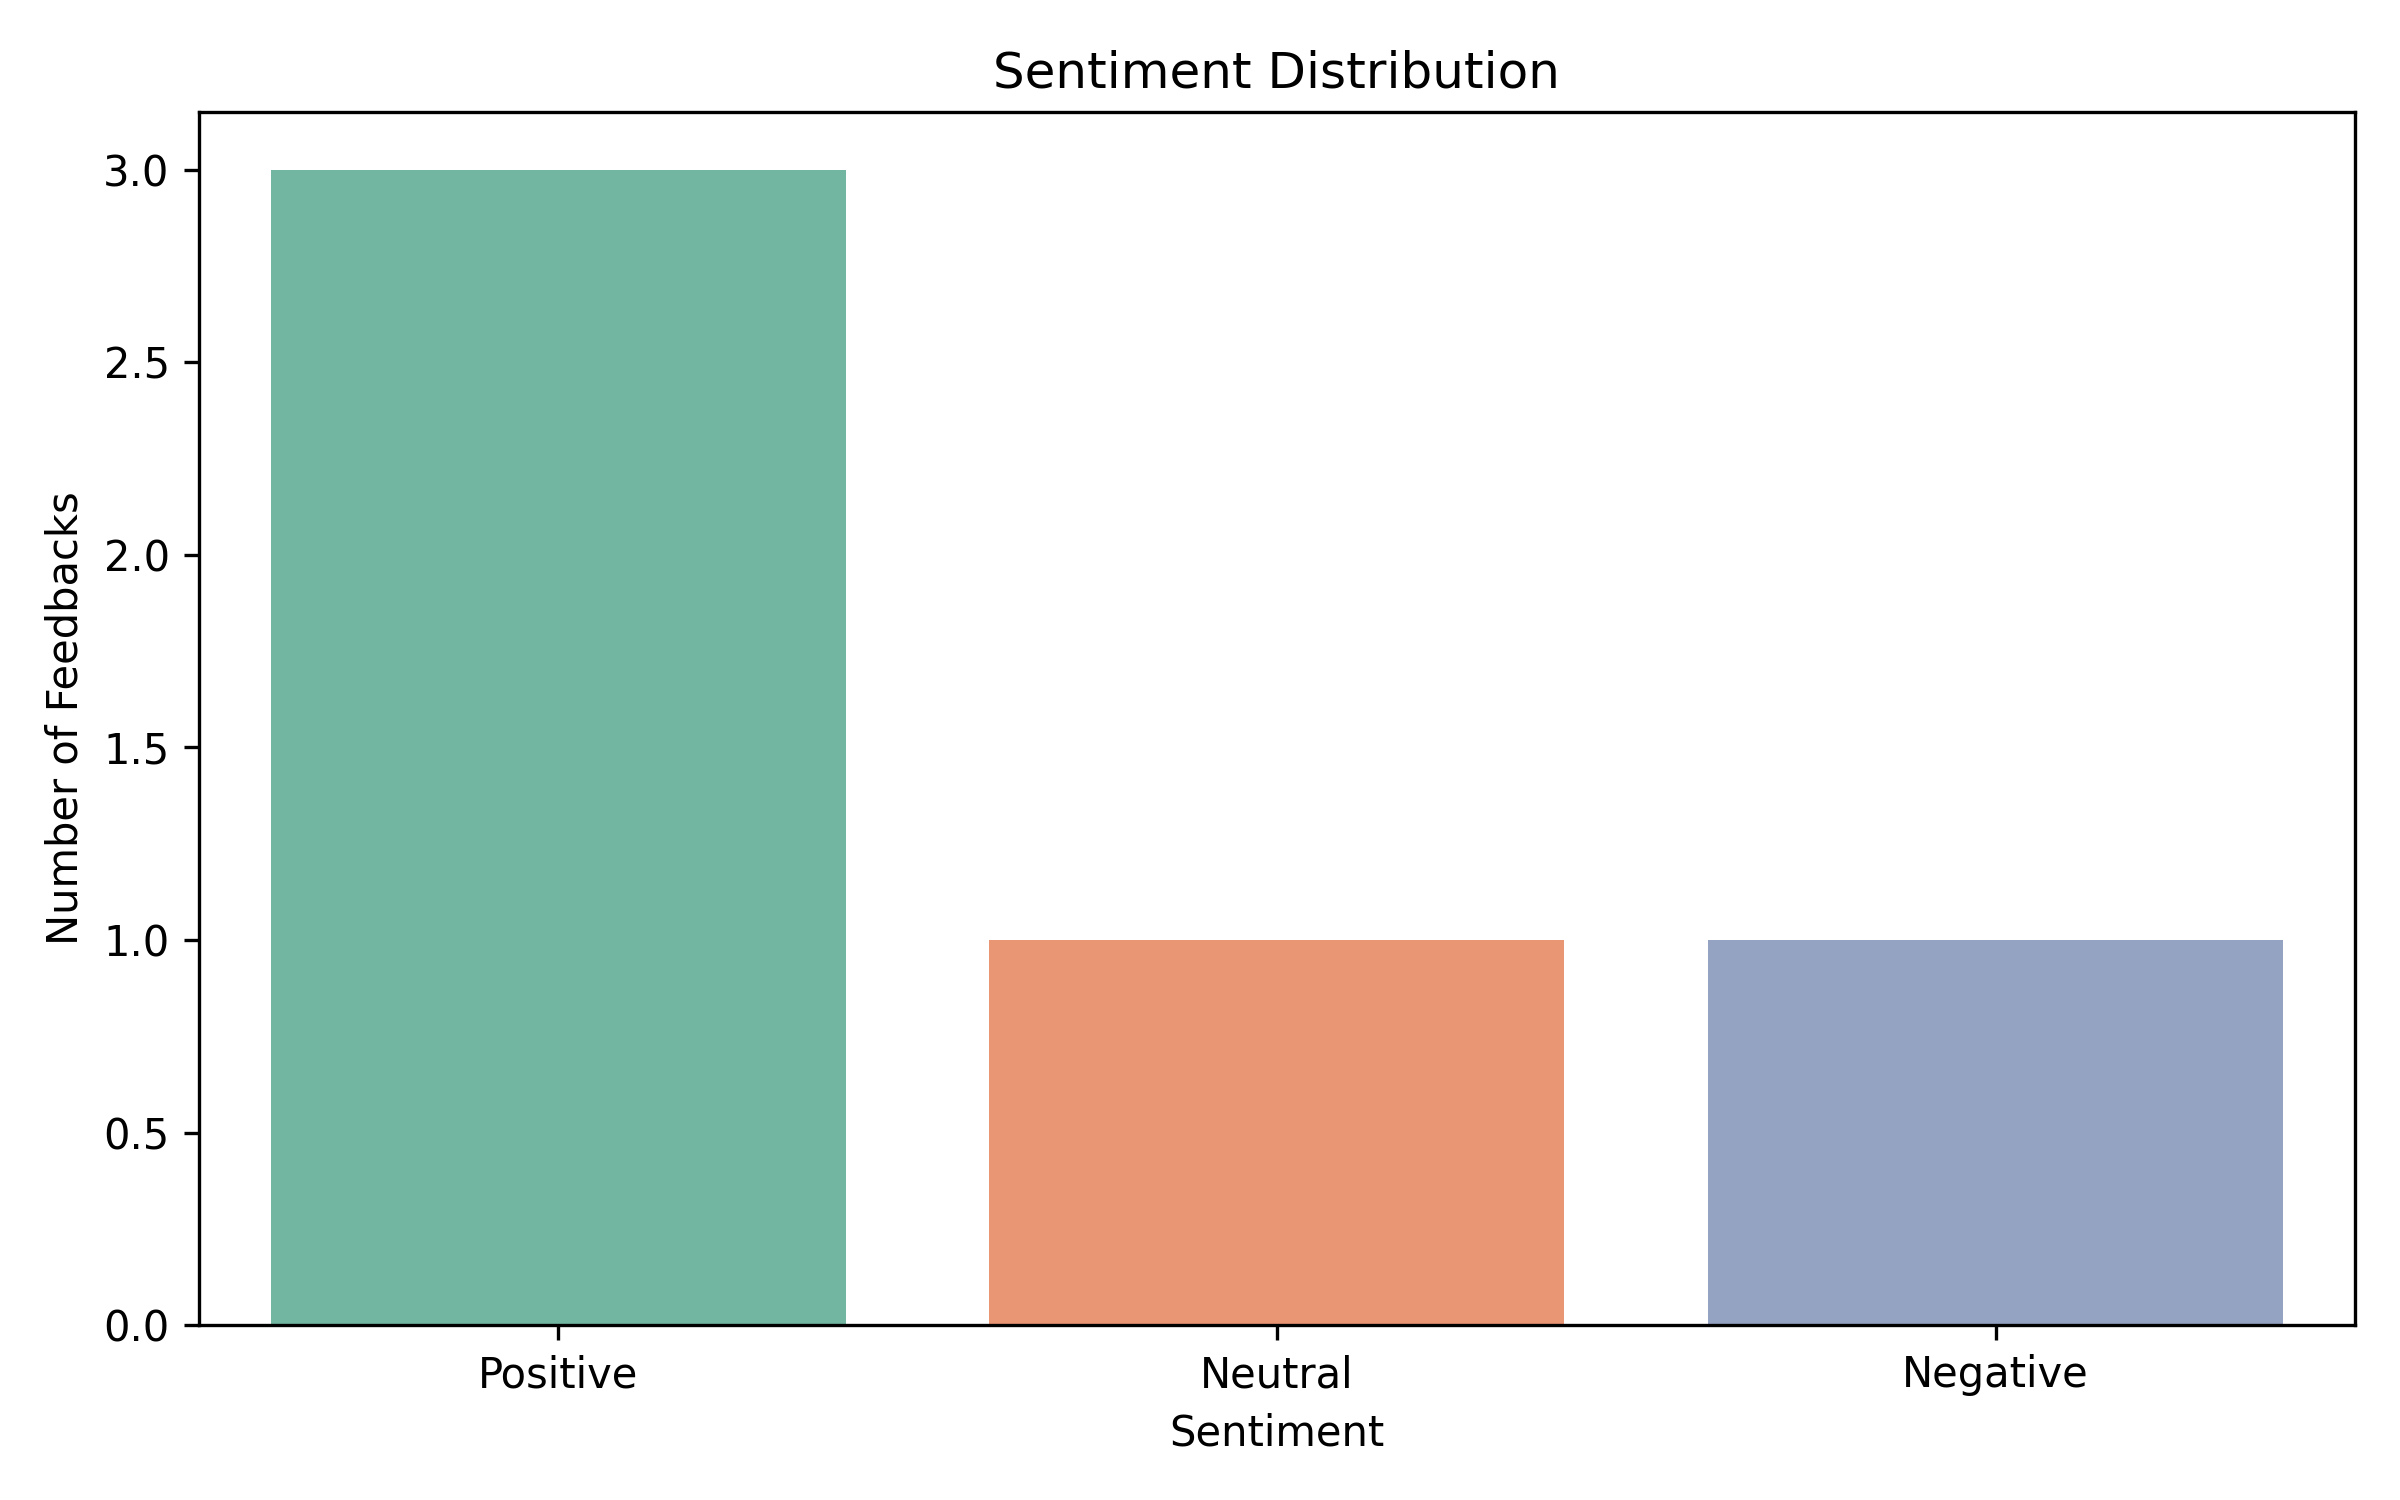 Sentiment Distribution
3.0
2.5
2.0
1.5
1.0
0.5
0.0
Number of Feedbacks
Positive
Neutral
Negative
Sentiment